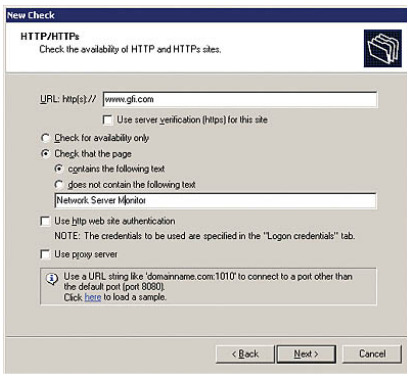 New Check
HTTP/HTTPs
Check the availability of HTTP and HTTPs sites.
URL: http(s):// www.gfi.com
Use server verification (https) for this site
Check for availability only
Check that the page
contains the following text
does not contain the following text
Network Server Monitor
Use http web site authentication
NOTE: The credentials to be used are specified in the "Logon credentials" tab.
Use proxy server
Use a URL string like 'domainname.com:1010' to connect to a port other than
the default port (port 8080).
Click here to load a sample.
< Back Next > Cancel